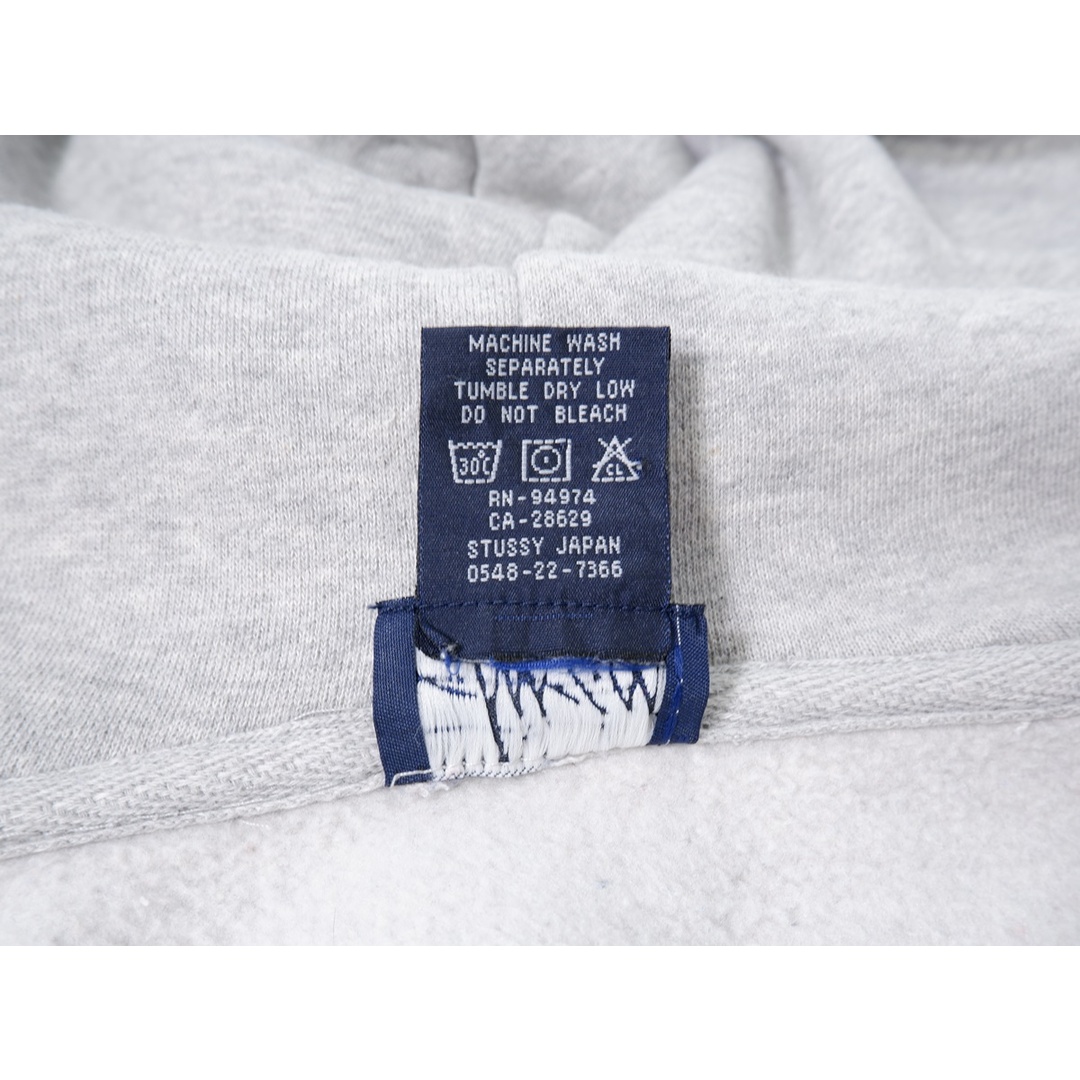 MACHINE WASH
SEPARATELY
TUMBLE DRY LOW
DO NOT BLEACH
30C
CL
RN-94974
CA-28629
STUSSY JAPAN
0548-22-7366